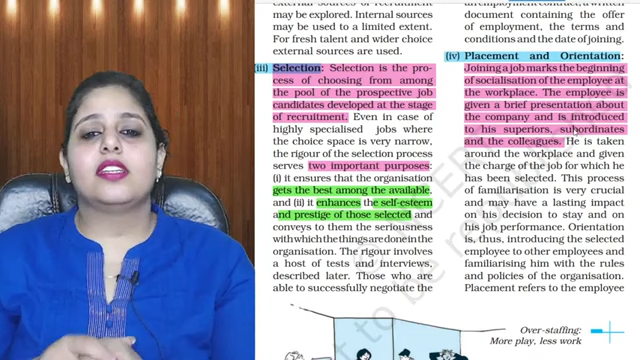 external sources of recruitment
may be explored. Internal sources
may be used to a limited extent.
For fresh talent and wider choice
external sources are used.
(iii) Selection: Selection is the pro-
cess of choosing from among
the pool of the prospective job
candidates developed at the stage
of recruitment. Even in case of
highly specialised jobs where
the choice space is very narrow,
the rigour of the selection process
serves two important purposes:
(i) it ensures that the organisation
gets the best among the available,
and (ii) it enhances the self-esteem
and prestige of those selected and
conveys to them the seriousness
with which the things are done in the
organisation. The rigour involves
a host of tests and interviews,
described later. Those who are
able to successfully negotiate the
document containing the offer
of employment, the terms and
conditions and the date of joining.
(iv) Placement and Orientation:
Joining a job marks the beginning
of socialisation of the employee at
the workplace. The employee is
given a brief presentation about
the company and is introduced
to his superiors, subordinates
and the colleagues. He is taken
around the workplace and given
the charge of the job for which he
has been selected. This process
of familiarisation is very crucial
and may have a lasting impact
on his decision to stay and on
his job performance. Orientation
is, thus, introducing the selected
employee to other employees and
familiarising him with the rules
and policies of the organisation.
Placement refers to the employee
Over-staffing:
More play, less work